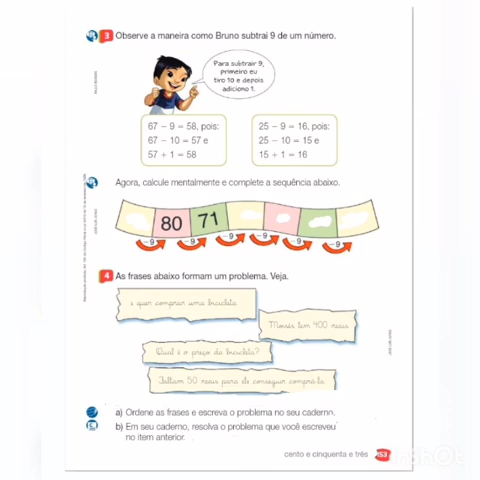 3 Observe a maneira como Bruno subtrai 9 de um número.
Para subtrair 9,
primeiro eu
tiro 10 e depois
adiciono 1.
67 – 9 = 58, pois:
67 – 10 = 57 e
57 + 1 = 58
25 – 9 = 16, pois:
25 – 10 = 15 e
15 + 1 = 16
Agora, calcule mentalmente e complete a sequência abaixo.
80 71
–9 –9 –9 –9 –9 –9
4 As frases abaixo formam um problema. Veja.
e quer comprar uma bicicleta.
Moisés tem 400 reais
Qual é o preço da bicicleta?
Faltam 50 reais para ele conseguir comprá-la.
a) Ordene as frases e escreva o problema no seu caderno.
b) Em seu caderno, resolva o problema que você escreveu
no item anterior.
cento e cinquenta e três 153